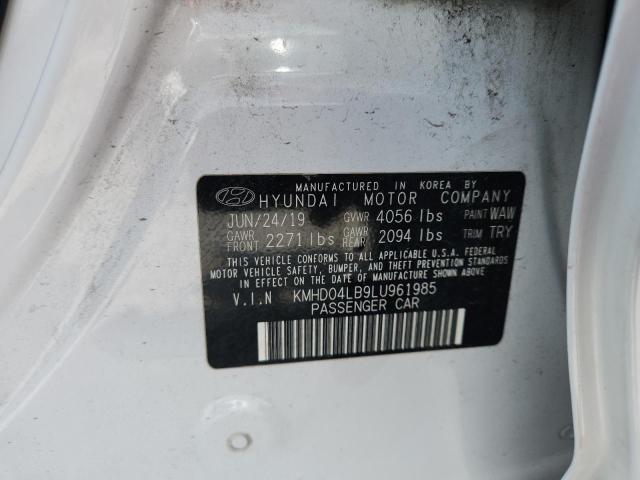 MANUFACTURED IN KOREA BY
HYUNDAI MOTOR COMPANY
JUN/24/19 GVWR 4056 lbs PAINT WAW
GAWR FRONT 2271 lbs GAWR REAR 2094 lbs TRIM TRY
THIS VEHICLE CONFORMS TO ALL APPLICABLE U.S.A. FEDERAL
MOTOR VEHICLE SAFETY, BUMPER, AND THEFT PREVENTION
STANDARDS IN EFFECT ON THE DATE OF MANUFACTURE SHOWN ABOVE
V.I.N KMHD04LB9LU961985
PASSENGER CAR